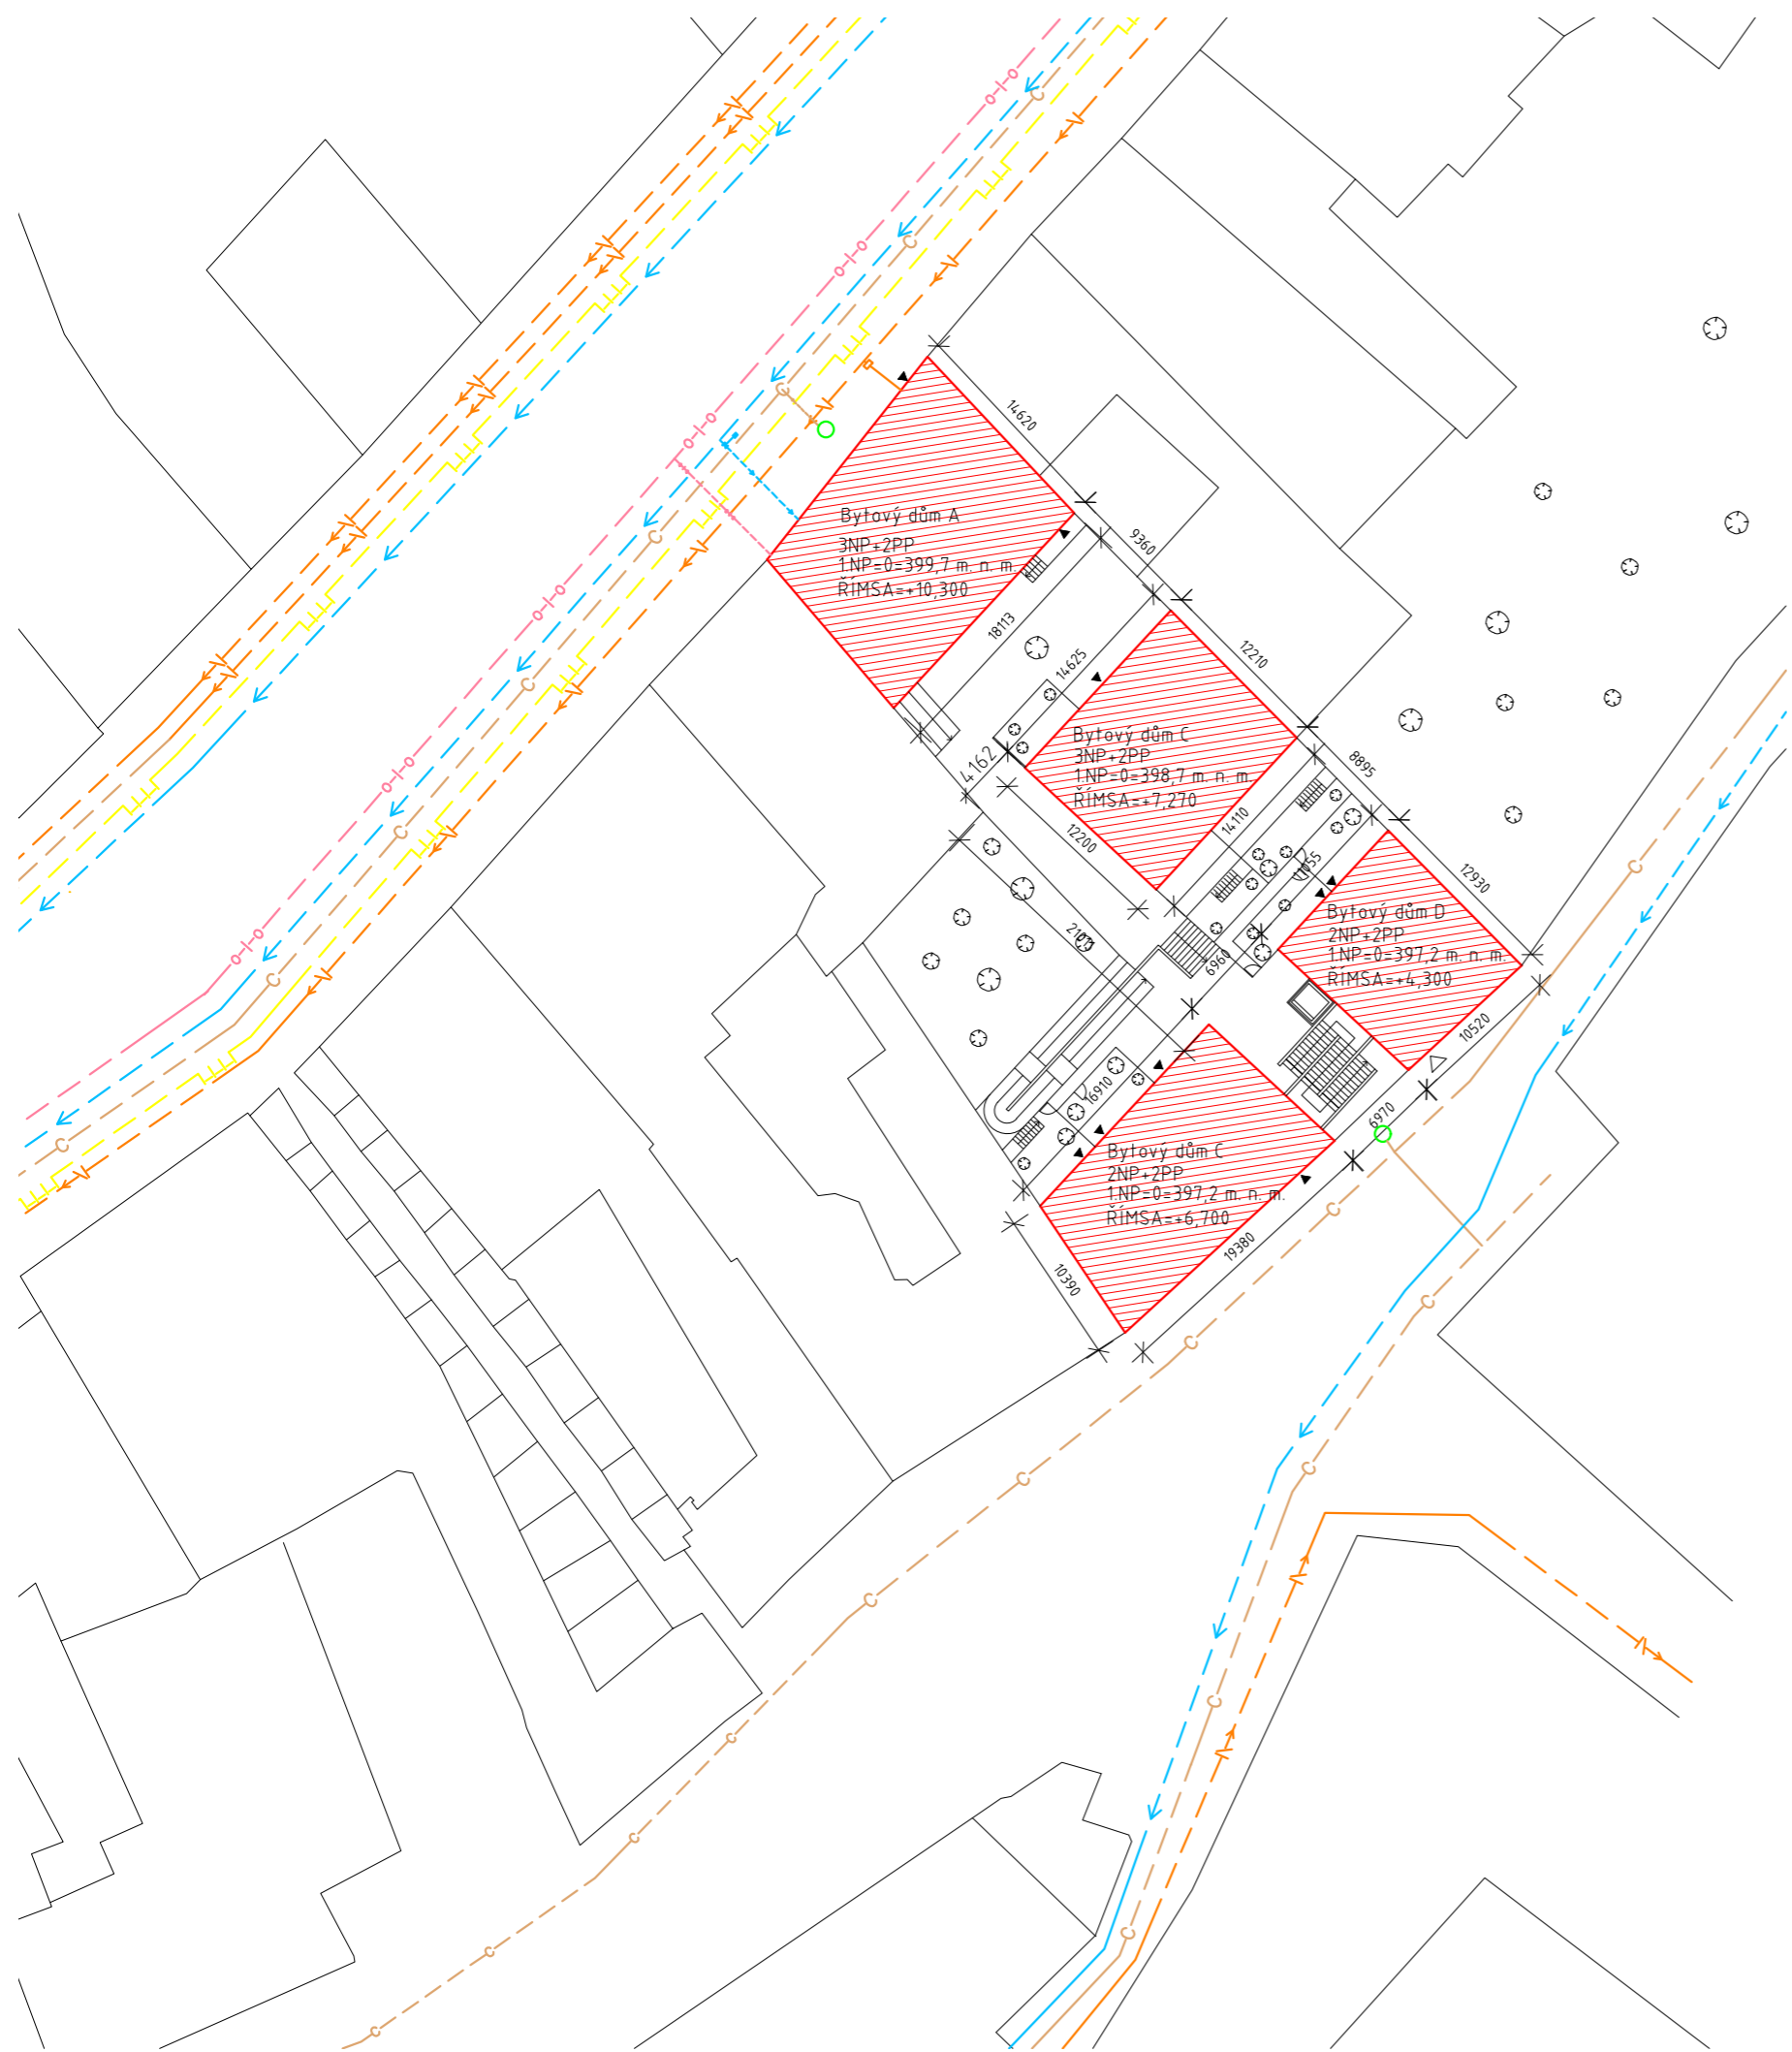 14620
Bytový dům A
3NP+2PP
1.NP=0=399,7 m. n. m.
ŘÍMSA=+10,300
9360
18113
14625
12210
4162
Bytový dům C
3NP+2PP
1.NP=0=398,7 m. n. m.
ŘÍMSA=+7,270
8895
14110
12200
12930
Bytový dům D
2NP+2PP
1.NP=0=397,2 m. n. m.
ŘÍMSA=+4,300
6960
10520
16910
6970
Bytový dům C
2NP+2PP
1.NP=0=397,2 m. n. m.
ŘÍMSA=+6,700
19380
10390